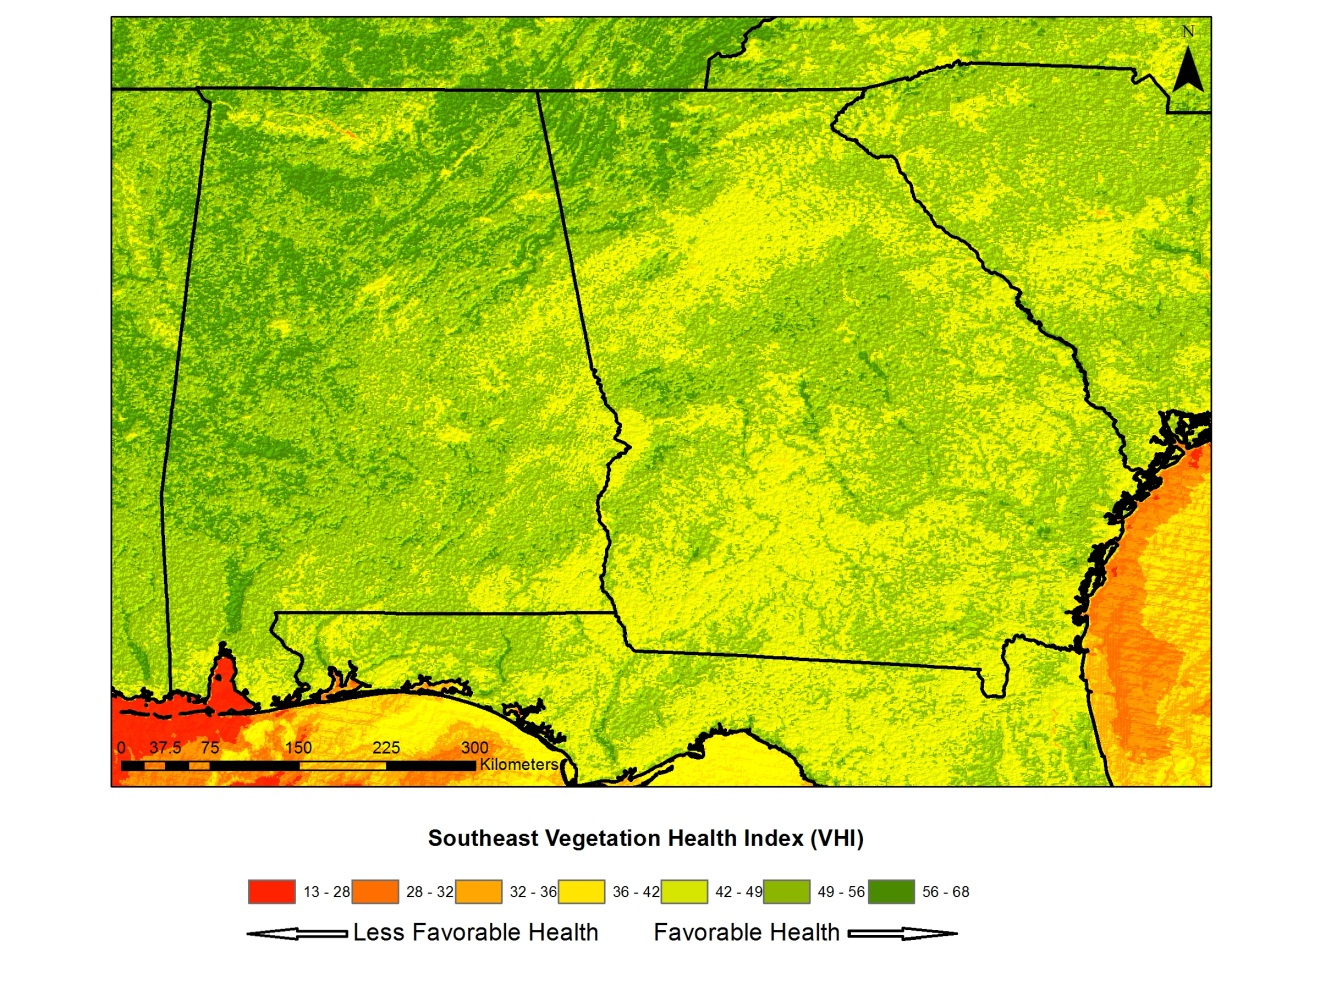 N
0 37.5 75 150 225 300
Kilometers
Southeast Vegetation Health Index (VHI)
13 - 28 28 - 32 32 - 36 36 - 42 42 - 49 49 - 56 56 - 68
Less Favorable Health Favorable Health